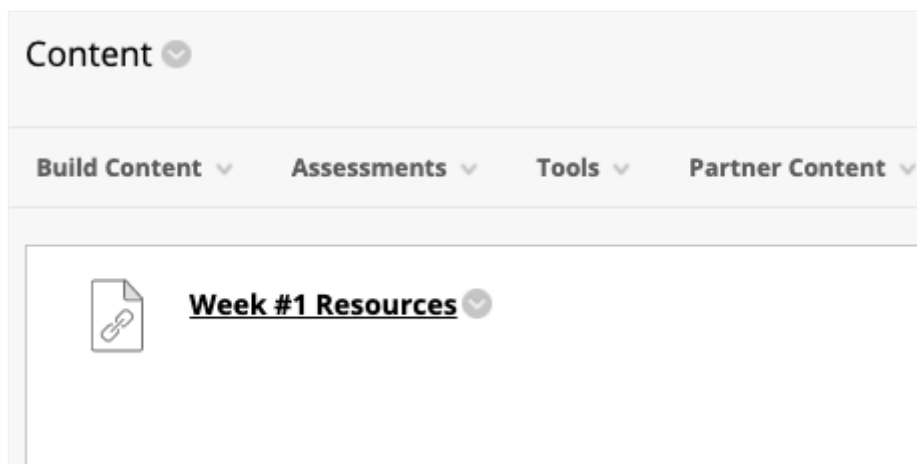 Content
Build Content Assessments Tools Partner Content
Week #1 Resources